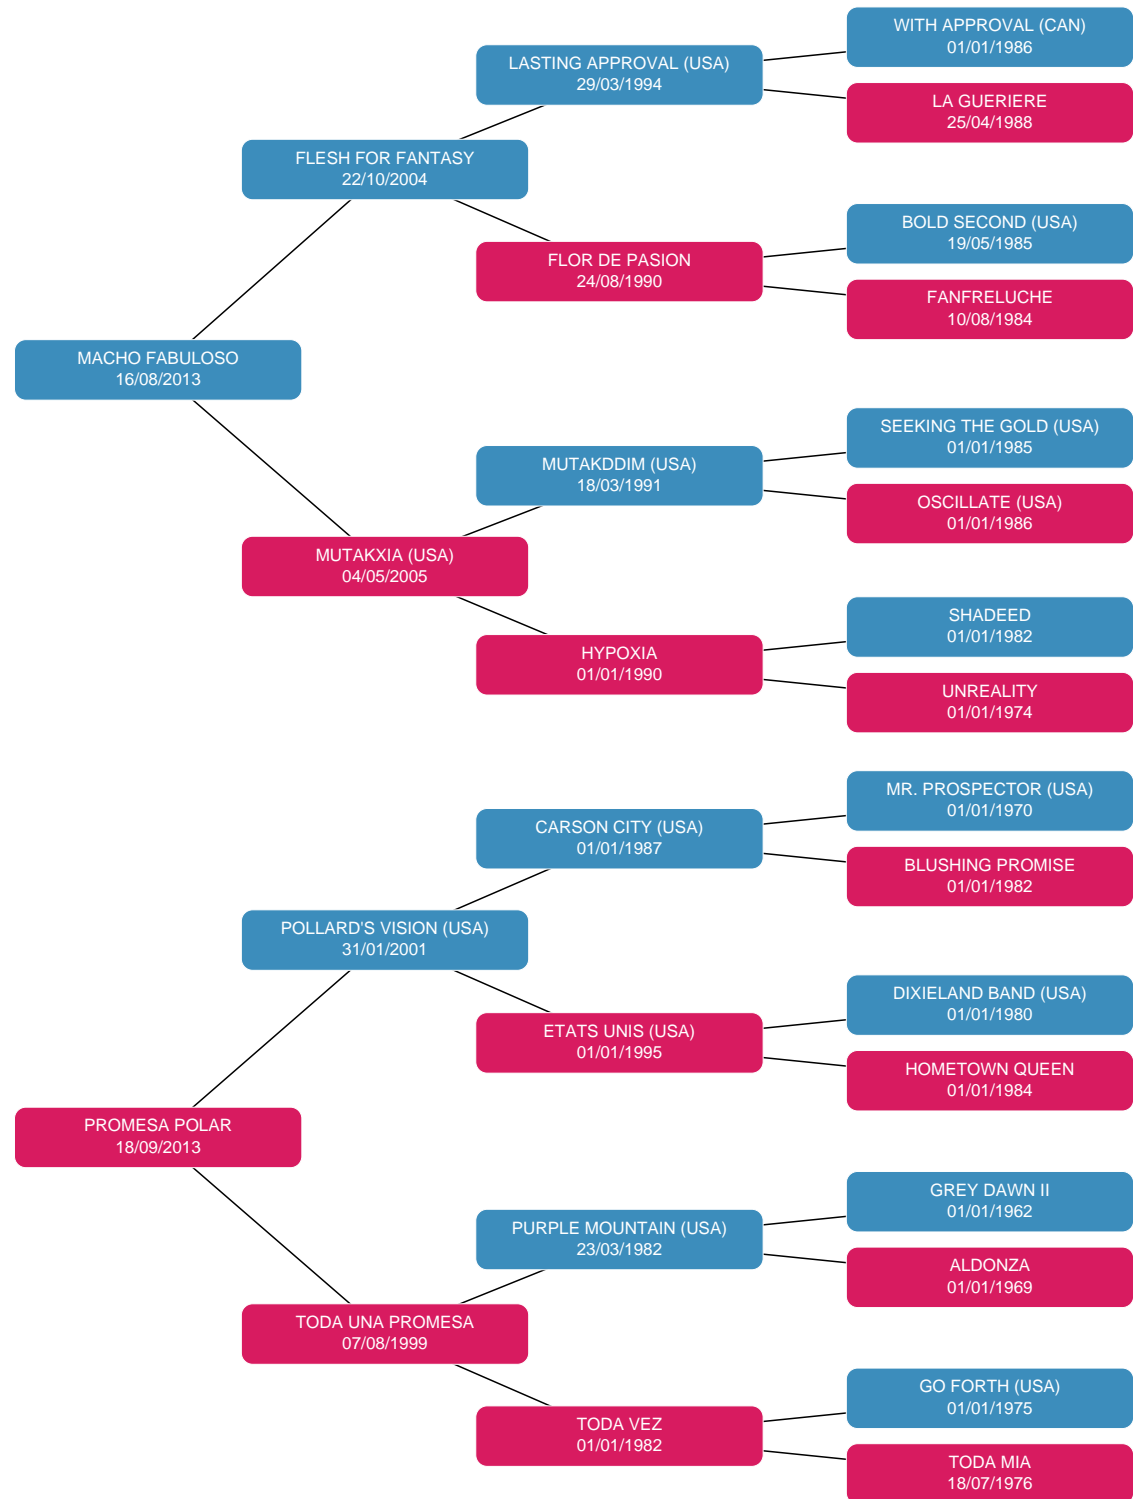 WITH APPROVAL (CAN)
01/01/1986
LASTING APPROVAL (USA)
29/03/1994
LA GUERIERE
25/04/1988
FLESH FOR FANTASY
22/10/2004
BOLD SECOND (USA)
19/05/1985
FLOR DE PASION
24/08/1990
FANFRELUCHE
10/08/1984
MACHO FABULOSO
16/08/2013
SEEKING THE GOLD (USA)
01/01/1985
MUTAKDDIM (USA)
18/03/1991
OSCILLATE (USA)
01/01/1986
MUTAKXIA (USA)
04/05/2005
SHADEED
01/01/1982
HYPOXIA
01/01/1990
UNREALITY
01/01/1974
MR. PROSPECTOR (USA)
01/01/1970
CARSON CITY (USA)
01/01/1987
BLUSHING PROMISE
01/01/1982
POLLARD'S VISION (USA)
31/01/2001
DIXIELAND BAND (USA)
01/01/1980
ETATS UNIS (USA)
01/01/1995
HOMETOWN QUEEN
01/01/1984
PROMESA POLAR
18/09/2013
GREY DAWN II
01/01/1962
PURPLE MOUNTAIN (USA)
23/03/1982
ALDONZA
01/01/1969
TODA UNA PROMESA
07/08/1999
GO FORTH (USA)
01/01/1975
TODA VEZ
01/01/1982
TODA MIA
18/07/1976